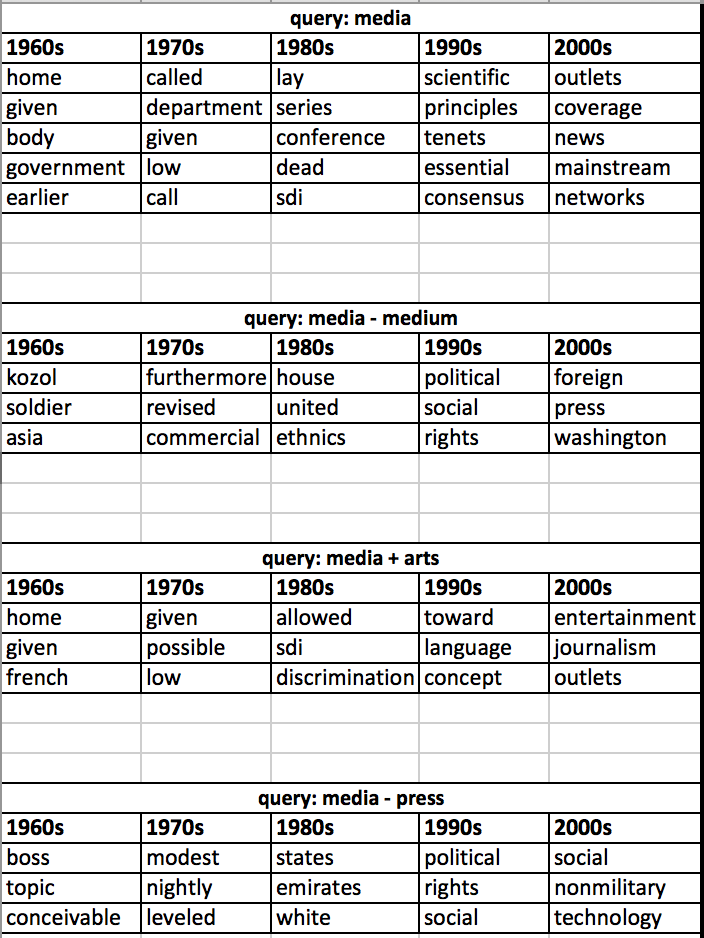 query: media
1960s 1970s 1980s 1990s 2000s
home called lay scientific outlets
given department series principles coverage
body given conference tenets news
government low dead essential mainstream
earlier call sdi consensus networks
query: media - medium
1960s 1970s 1980s 1990s 2000s
kozol furthermore house political foreign
soldier revised united social press
asia commercial ethnics rights washington
query: media + arts
1960s 1970s 1980s 1990s 2000s
home given allowed toward entertainment
given possible sdi language journalism
french low discrimination concept outlets
query: media - press
1960s 1970s 1980s 1990s 2000s
boss modest states political social
topic nightly emirates rights nonmilitary
conceivable leveled white social technology